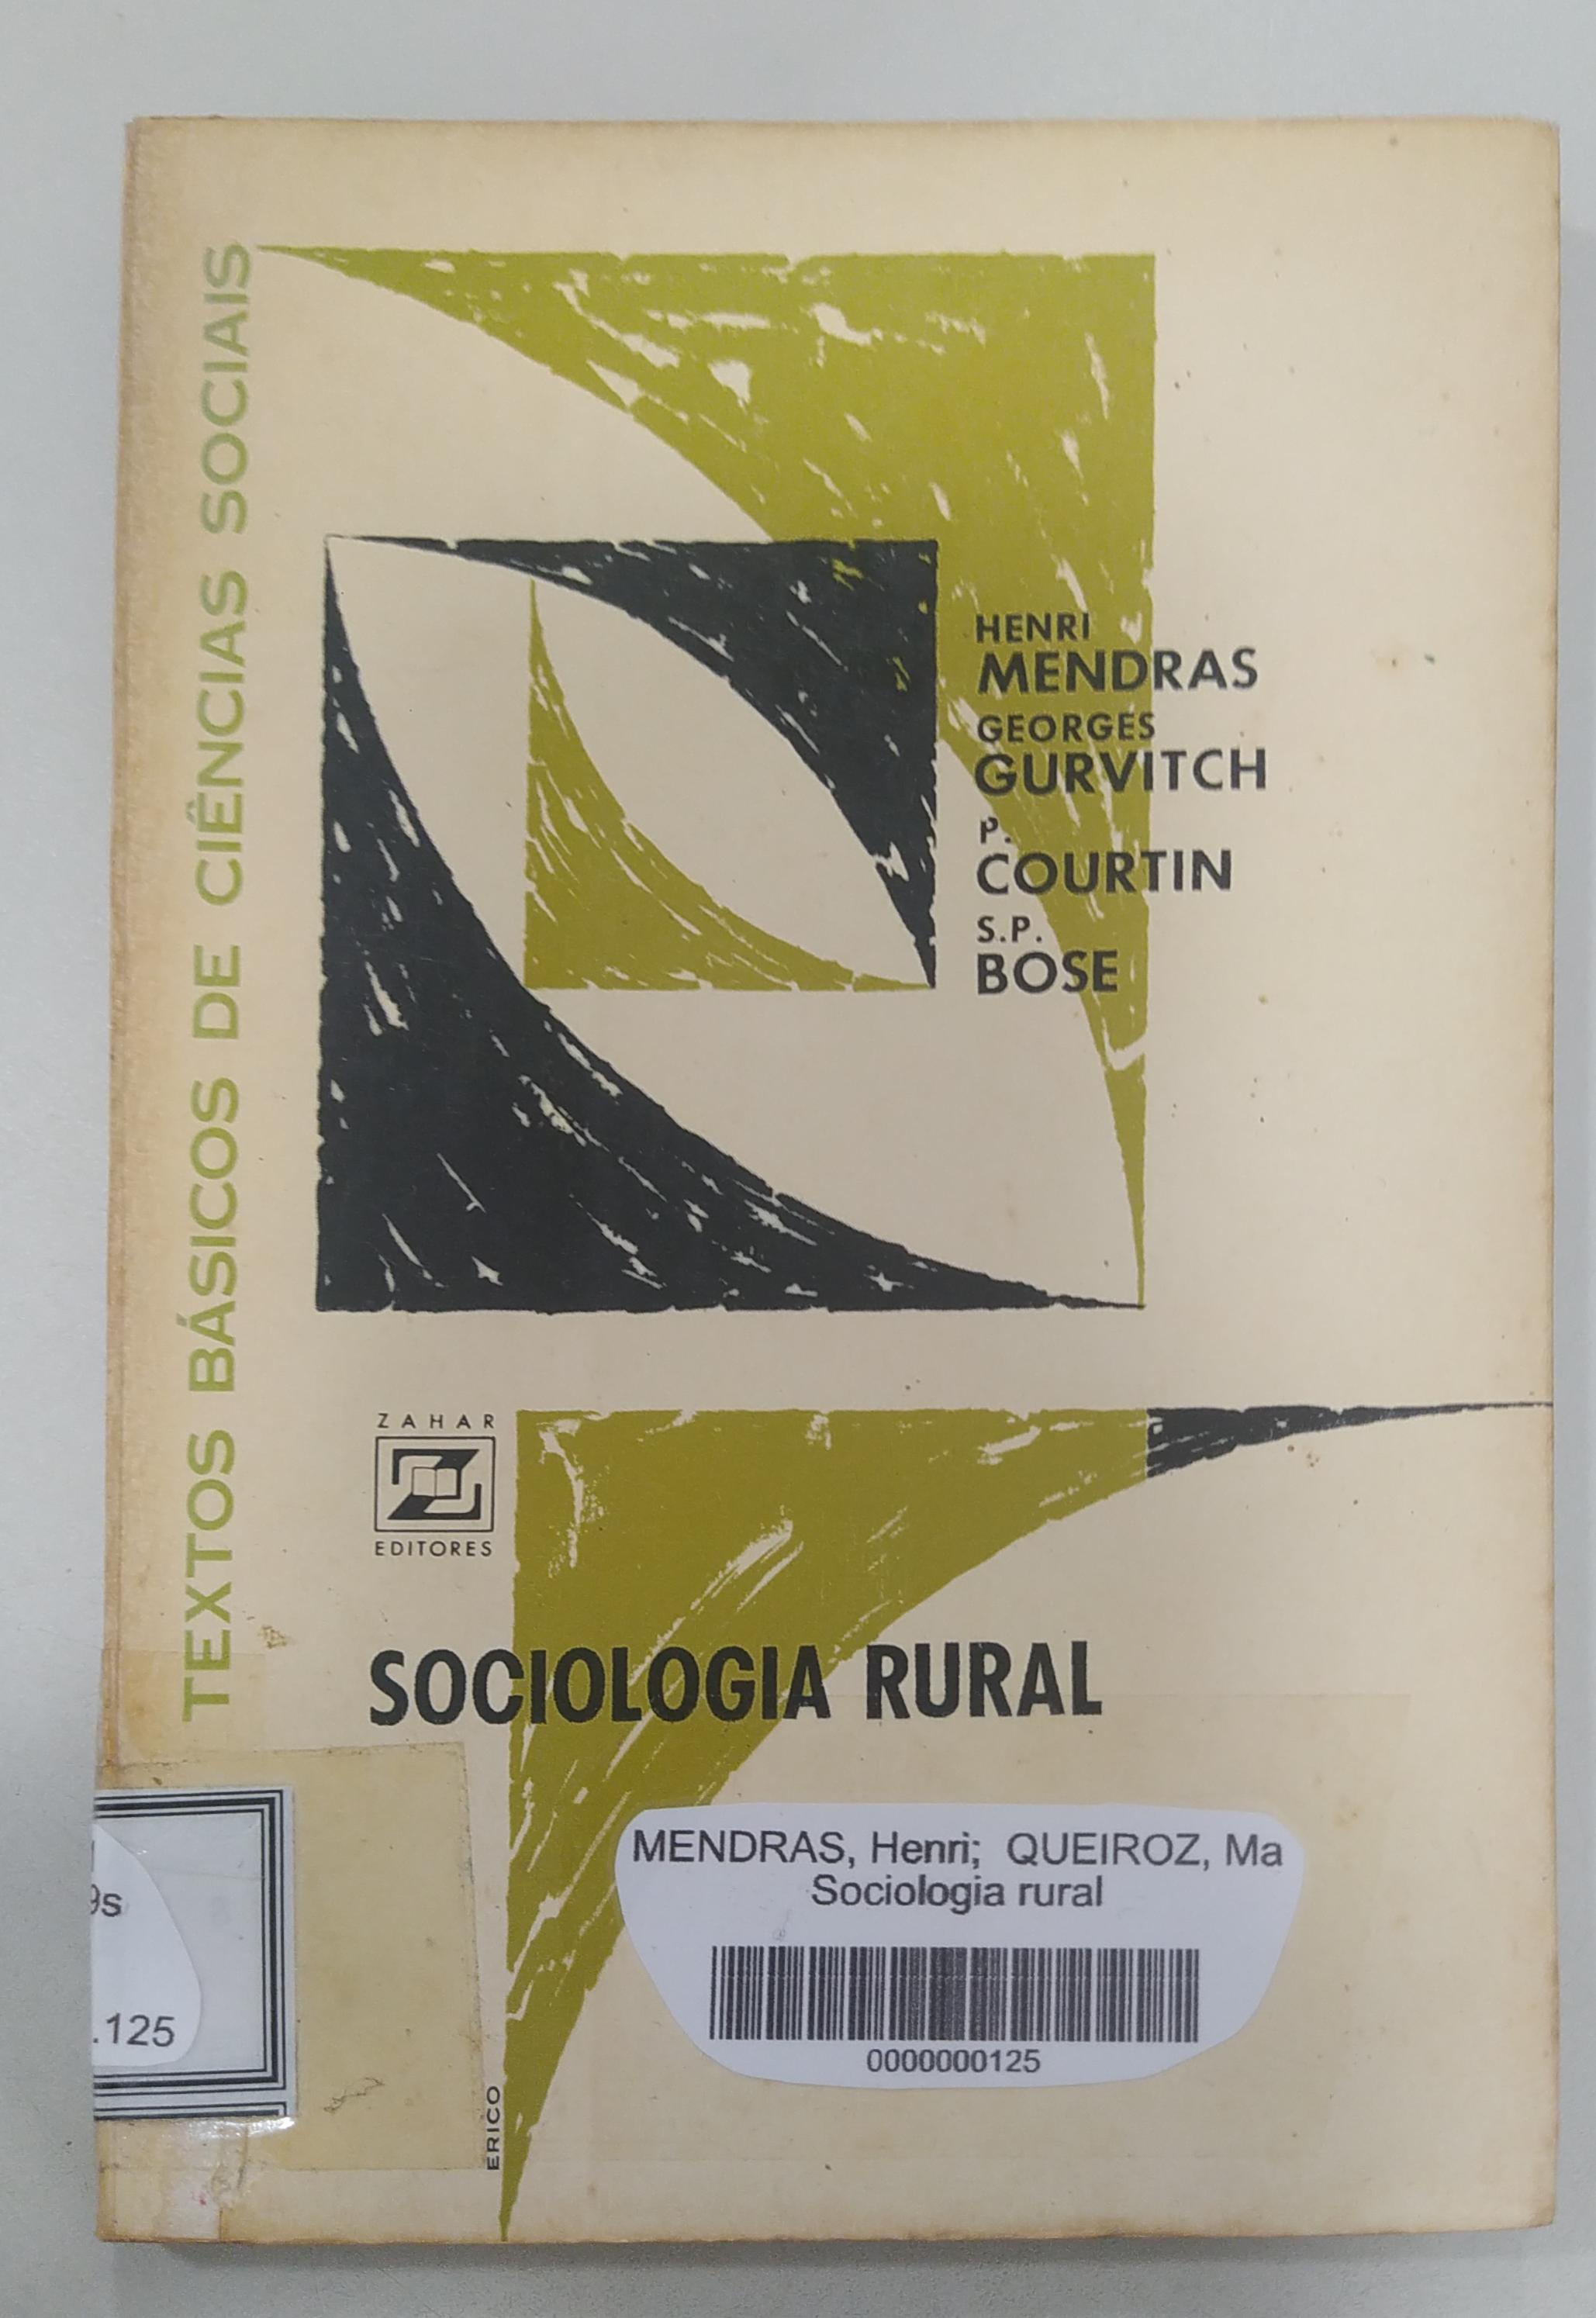 TEXTOS BÁSICOS DE CIÊNCIAS SOCIAIS
HENRI
MENDRAS
GEORGES
GURVITCH
P.
COURTIN
S.P.
BOSE
ZAHAR
EDITORES
SOCIOLOGIA RURAL
MENDRAS, Henri; QUEIROZ, Ma
Sociologia rural
0000000125
9s
.125
ERICO